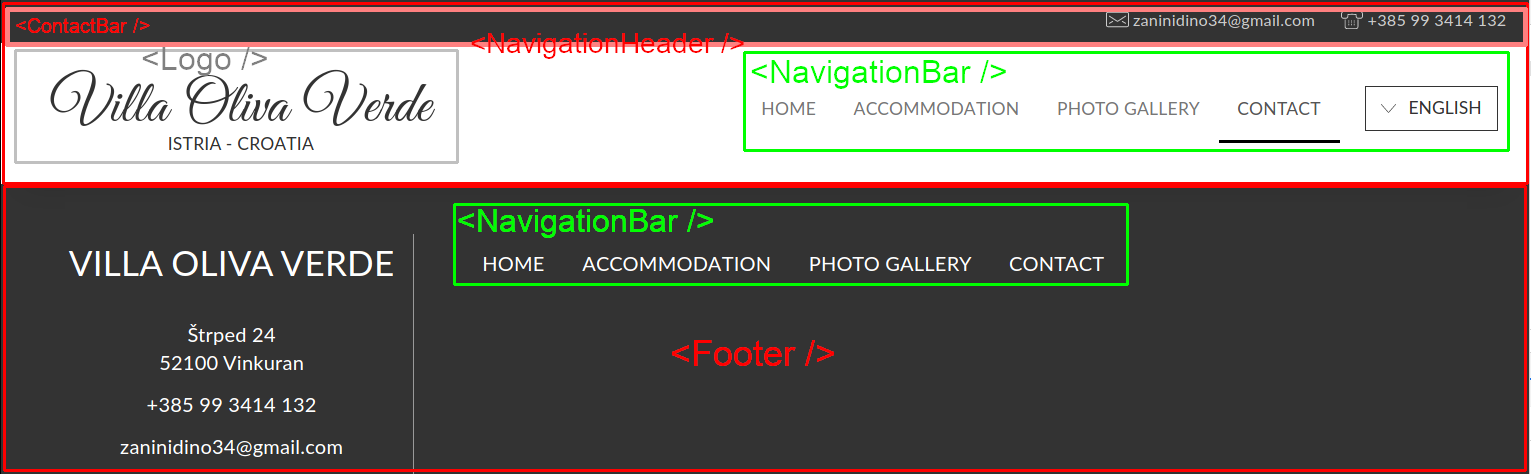 <ContactBar />
zaninidino34@gmail.com +385 99 3414 132
<NavigationHeader />
<Logo />
Villa Oliva Verde
ISTRIA - CROATIA
<NavigationBar />
HOME ACCOMMODATION PHOTO GALLERY CONTACT ENGLISH
<NavigationBar />
HOME ACCOMMODATION PHOTO GALLERY CONTACT
VILLA OLIVA VERDE
Štrped 24
52100 Vinkuran
+385 99 3414 132
zaninidino34@gmail.com
<Footer />